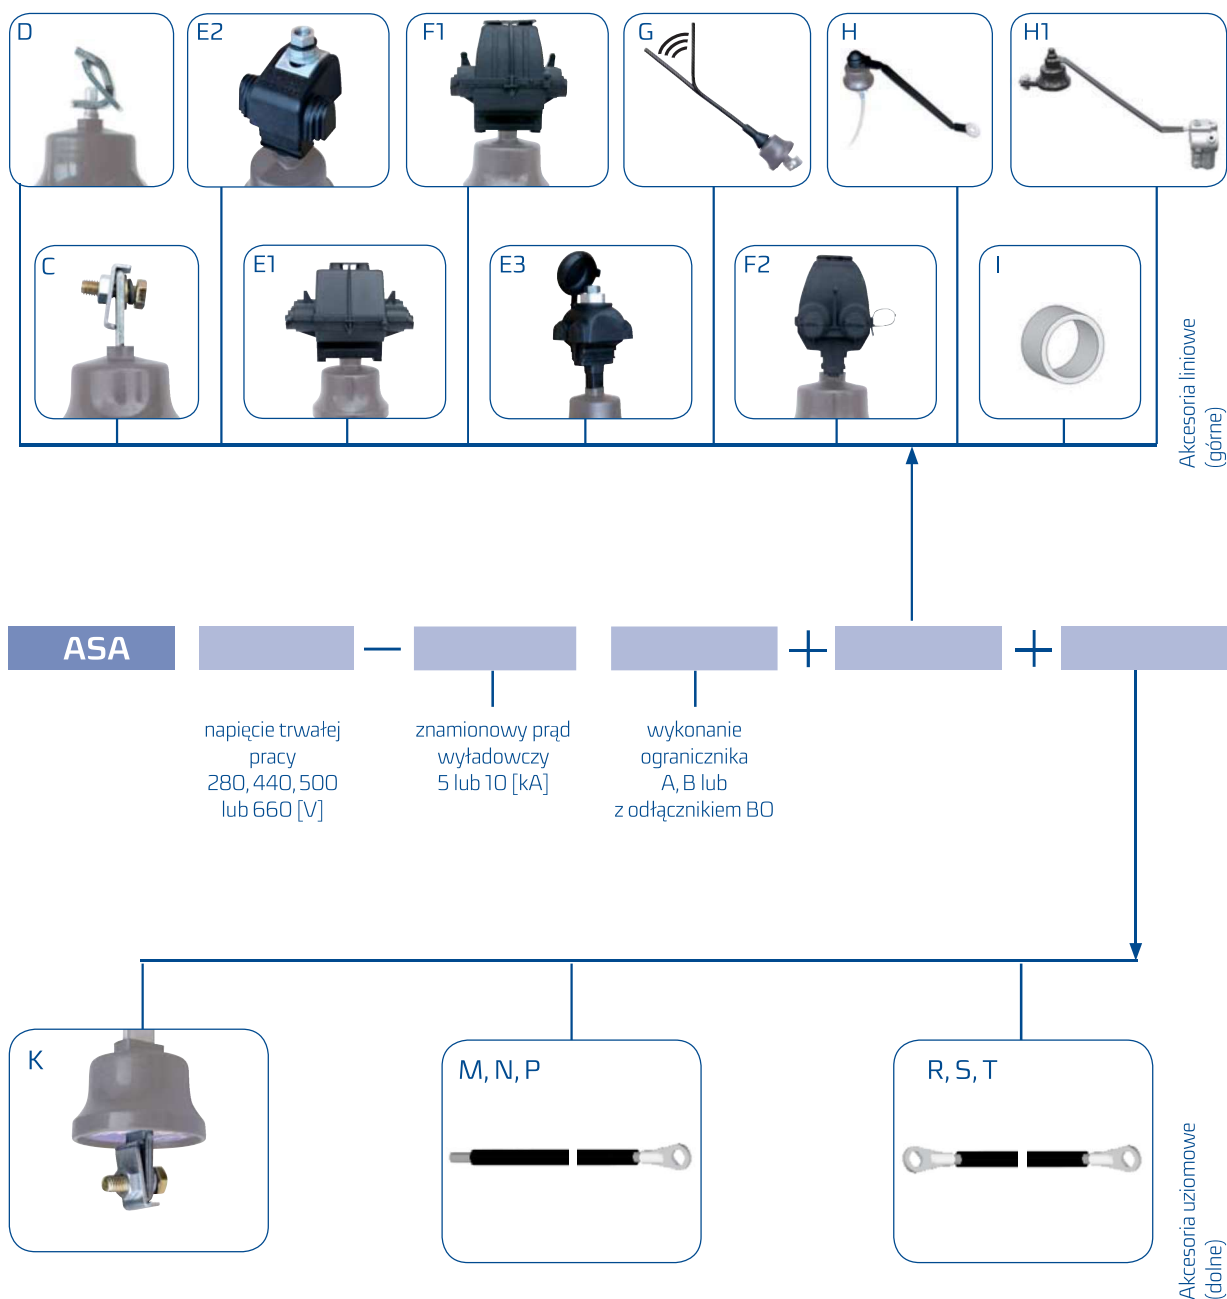 D
E2
F1
G
H
H1
C
E1
E3
F2
I
Akcesoria liniowe
(górne)
ASA
napięcie trwałej
pracy
280, 440, 500
lub 660 [V]
znamionowy prąd
wyładowczy
5 lub 10 [kA]
wykonanie
ogranicznika
A, B lub
z odłącznikiem BO
K
M, N, P
R, S, T
Akcesoria uziomowe
(dolne)